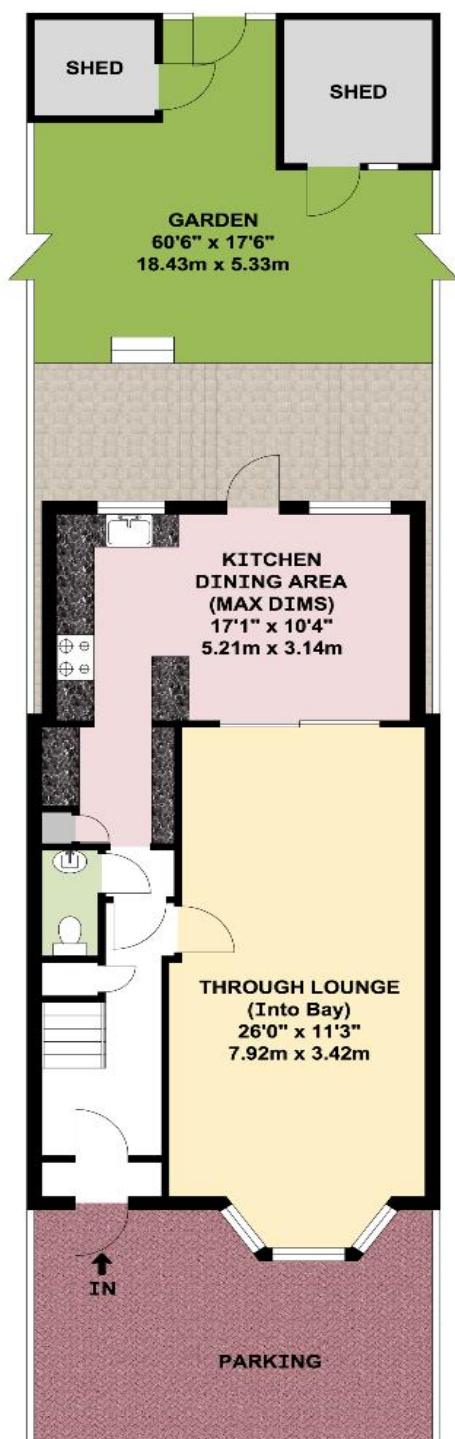 SHED
SHED
GARDEN
60'6" x 17'6"
18.43m x 5.33m
KITCHEN
DINING AREA
(MAX DIMS)
17'1" x 10'4"
5.21m x 3.14m
THROUGH LOUNGE
(Into Bay)
26'0" x 11'3"
7.92m x 3.42m
IN
PARKING